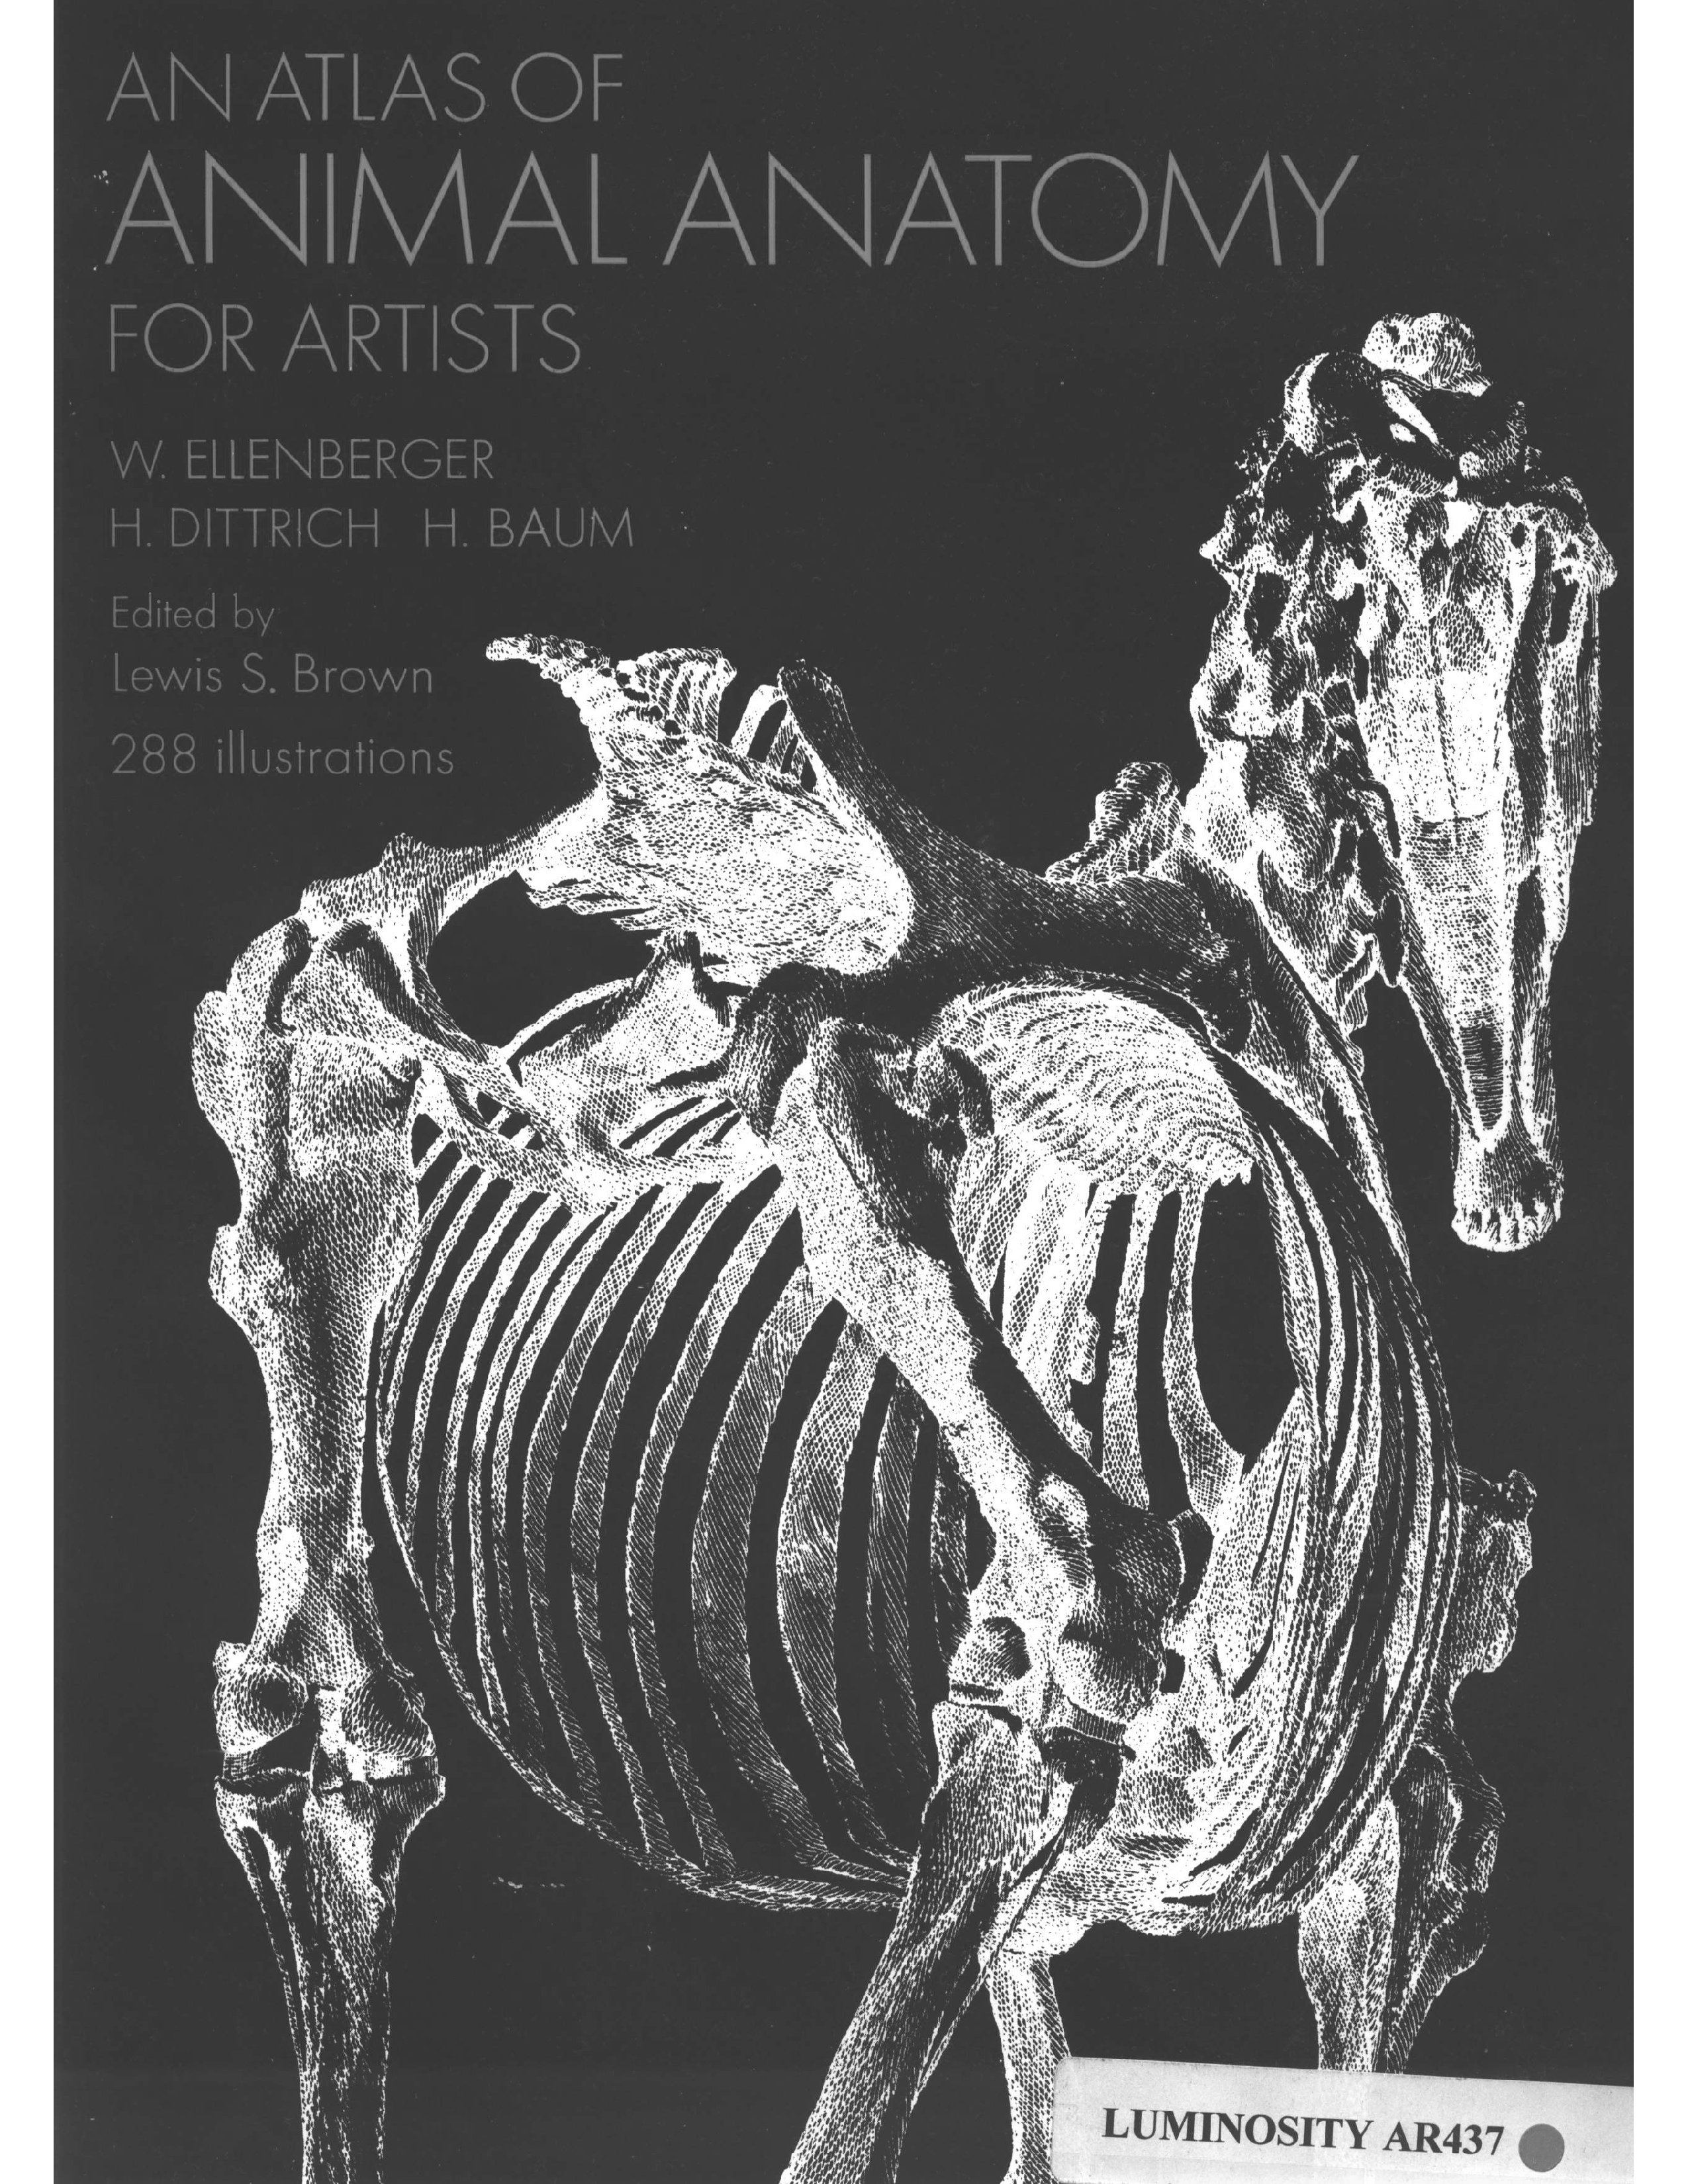 AN ATLAS OF
ANIMAL ANATOMY
FOR ARTISTS
W. ELLENBERGER
H. DITTRICH H. BAUM
Edited by
Lewis S. Brown
288 illustrations
LUMINOSITY AR437